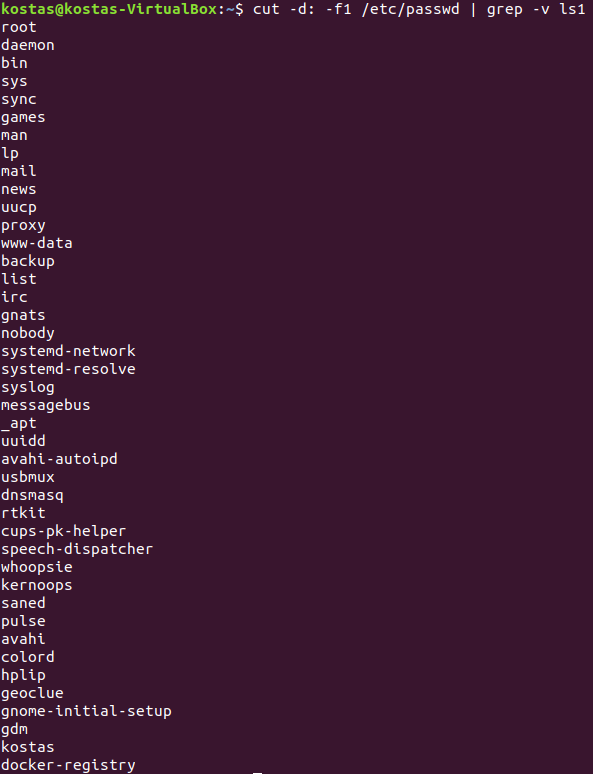 kostas@kostas-VirtualBox:~$ cut -d: -f1 /etc/passwd | grep -v ls1
root
daemon
bin
sys
sync
games
man
lp
mail
news
uucp
proxy
www-data
backup
list
irc
gnats
nobody
systemd-network
systemd-resolve
syslog
messagebus
_apt
uuidd
avahi-autoipd
usbmux
dnsmasq
rtkit
cups-pk-helper
speech-dispatcher
whoopsie
kernoops
saned
pulse
avahi
colord
hplip
geoclue
gnome-initial-setup
gdm
kostas
docker-registry